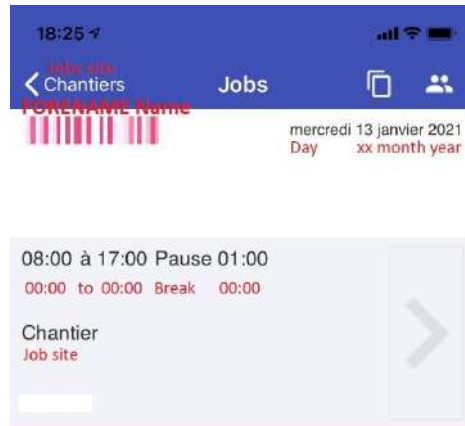 18:25
Jobs site
Chantiers Jobs
FORENAME Name
mercredi 13 janvier 2021
Day xx month year
08:00 à 17:00 Pause 01:00
00:00 to 00:00 Break 00:00
Chantier
Job site